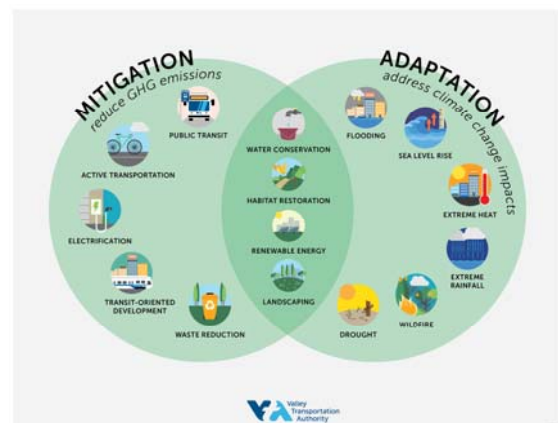 MITIGATION
reduce GHG emissions
PUBLIC TRANSIT
ACTIVE TRANSPORTATION
ELECTRIFICATION
TRANSIT-ORIENTED
DEVELOPMENT
WASTE REDUCTION
WATER CONSERVATION
HABITAT RESTORATION
RENEWABLE ENERGY
LANDSCAPING
ADAPTATION
address climate change impacts
FLOODING
SEA LEVEL RISE
EXTREME HEAT
EXTREME
RAINFALL
WILDFIRE
DROUGHT
VTA
Valley
Transportation
Authority